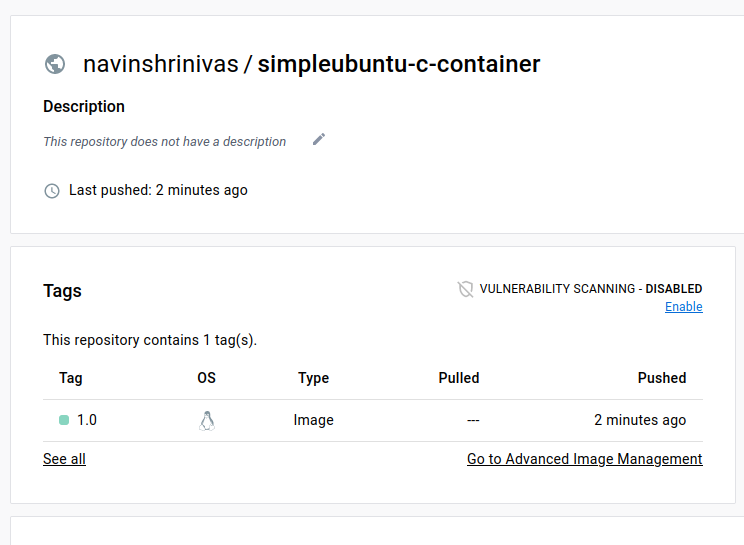 navinshrinivas / simpleubuntu-c-container
Description
This repository does not have a description
Last pushed: 2 minutes ago
Tags
VULNERABILITY SCANNING - DISABLED
Enable
This repository contains 1 tag(s).
Tag OS Type Pulled Pushed
1.0 Image --- 2 minutes ago
See all Go to Advanced Image Management